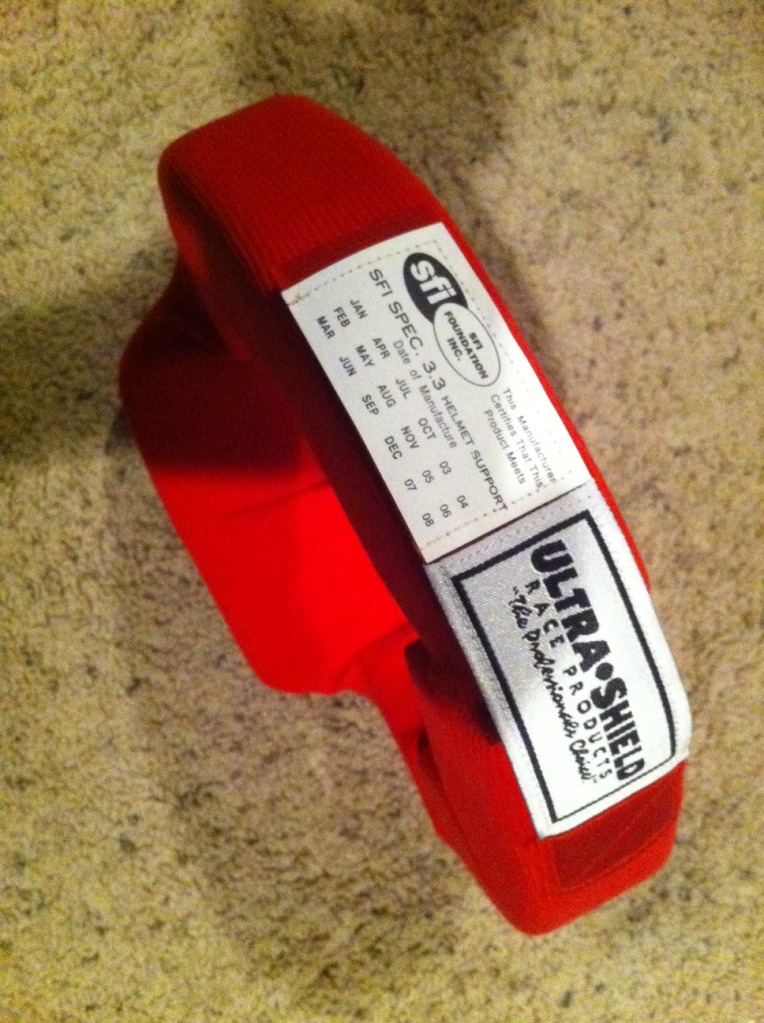 sfi
SFI
FOUNDATION
INC.
This Manufacturer
Certifies That This
Product Meets
SFI SPEC. 3.3 HELMET SUPPORT
Date of Manufacture
JAN APR JUL OCT 03 04
FEB MAY AUG NOV 05 06
MAR JUN SEP DEC 07 08
ULTRA•SHIELD
RACE PRODUCTS
"The Professionals Choice"